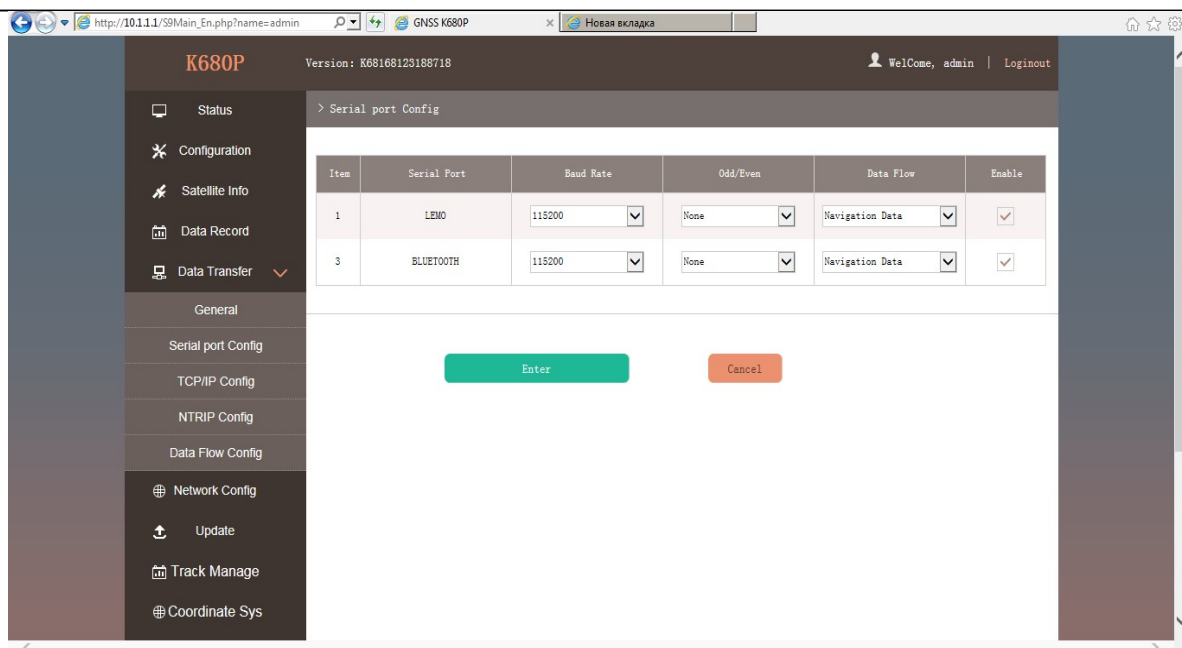 http://10.1.1.1/S9Main_En.php?name=admin
GNSS K680P
Новая вкладка
K680P
Version: K68168123188718
WelCome, admin | Loginout
Status
> Serial port Config
Configuration
Satellite Info
Data Record
Data Transfer
General
Serial port Config
TCP/IP Config
NTRIP Config
Data Flow Config
Network Config
Update
Track Manage
Coordinate Sys
Item Serial Port Baud Rate Odd/Even Data Flow Enable
1 LEMO 115200 None Navigation Data
3 BLUETOOTH 115200 None Navigation Data
Enter Cancel